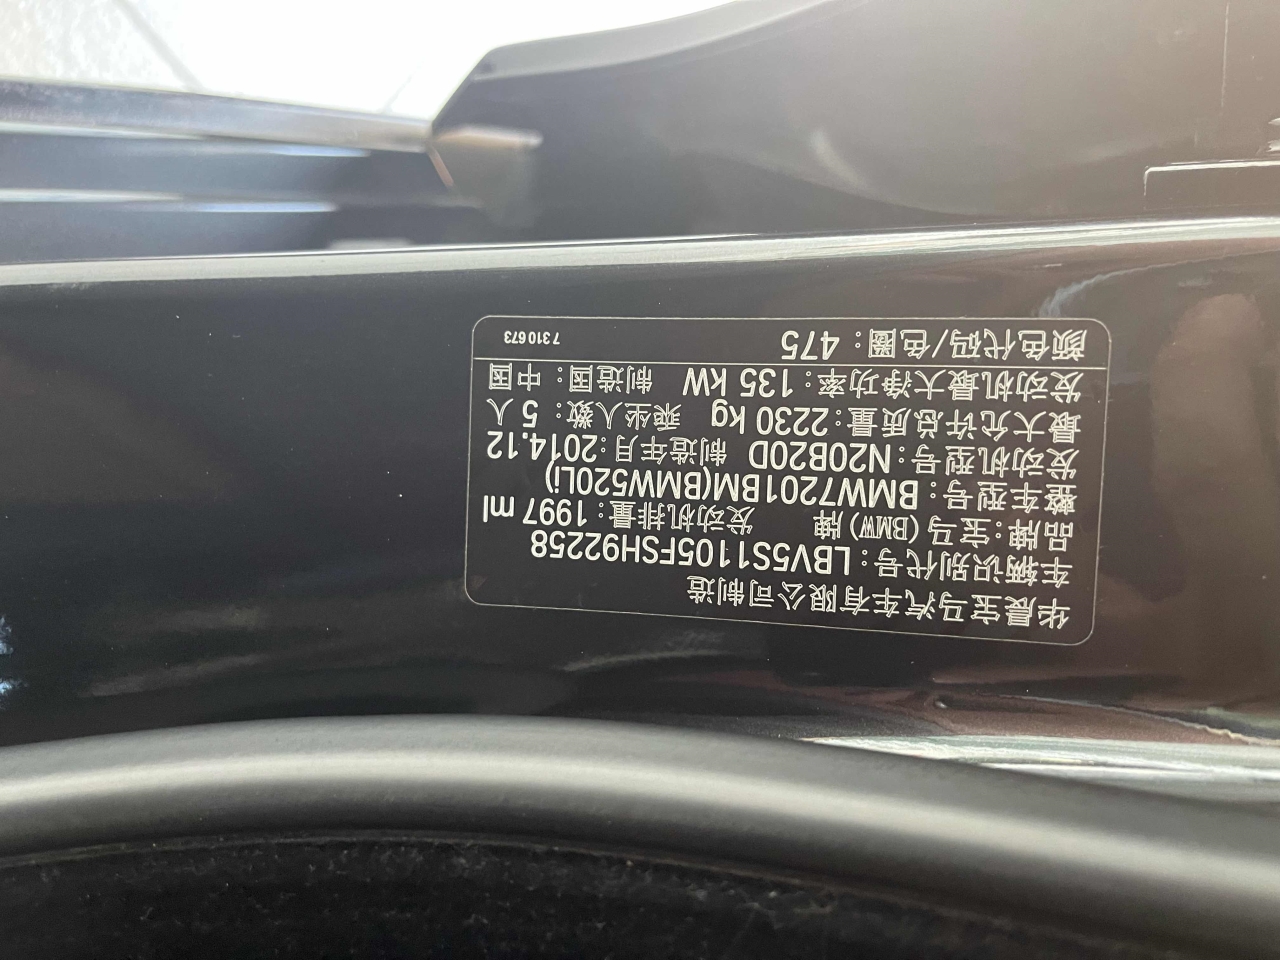 华晨宝马汽车有限公司制造
车辆识别代号：LBV5S1105FSH92258
品牌：宝马(BMW)牌 发动机排量：1997 ml
整车型号：BMW7201BM(BMW520Li)
发动机型号：N20B20D 制造年月：2014.12
最大允许总质量：2230 kg 乘坐人数：5 人
发动机最大净功率：135 kW 制造国：中国
颜色代码/色圈：475 7310673